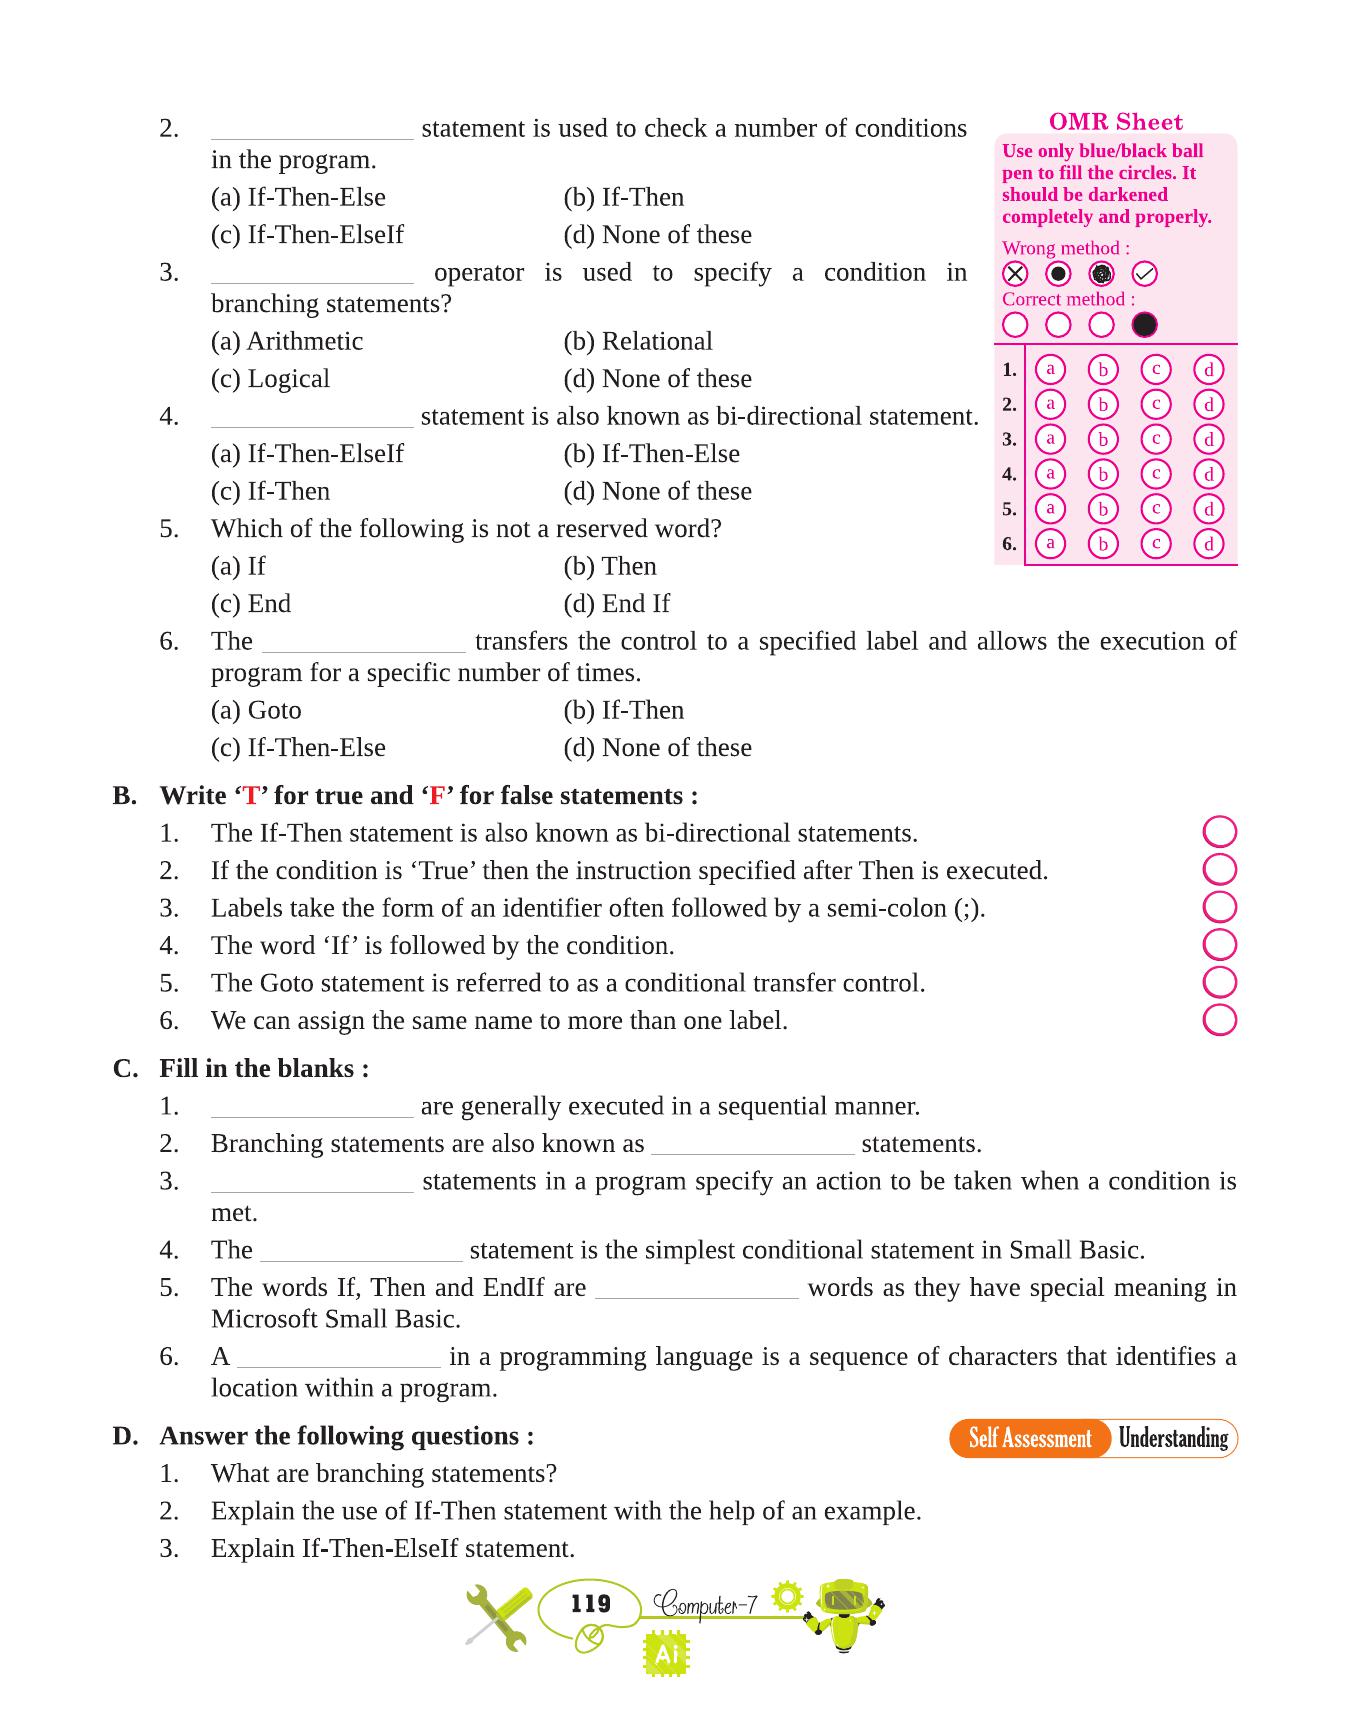 2. _______________ statement is used to check a number of conditions
in the program.
(a) If-Then-Else (b) If-Then
(c) If-Then-ElseIf (d) None of these
3. _______________ operator is used to specify a condition in
branching statements?
(a) Arithmetic (b) Relational
(c) Logical (d) None of these
4. _______________ statement is also known as bi-directional statement.
(a) If-Then-ElseIf (b) If-Then-Else
(c) If-Then (d) None of these
5. Which of the following is not a reserved word?
(a) If (b) Then
(c) End (d) End If
OMR Sheet
Use only blue/black ball
pen to fill the circles. It
should be darkened
completely and properly.
Wrong method :
Correct method :
1. a b c d
2. a b c d
3. a b c d
4. a b c d
5. a b c d
6. a b c d
6. The _______________ transfers the control to a specified label and allows the execution of
program for a specific number of times.
(a) Goto (b) If-Then
(c) If-Then-Else (d) None of these
B. Write ‘T’ for true and ‘F’ for false statements :
1. The If-Then statement is also known as bi-directional statements.
2. If the condition is ‘True’ then the instruction specified after Then is executed.
3. Labels take the form of an identifier often followed by a semi-colon (;).
4. The word ‘If’ is followed by the condition.
5. The Goto statement is referred to as a conditional transfer control.
6. We can assign the same name to more than one label.
C. Fill in the blanks :
1. _______________ are generally executed in a sequential manner.
2. Branching statements are also known as _______________ statements.
3. _______________ statements in a program specify an action to be taken when a condition is
met.
4. The _______________ statement is the simplest conditional statement in Small Basic.
5. The words If, Then and EndIf are _______________ words as they have special meaning in
Microsoft Small Basic.
6. A _______________ in a programming language is a sequence of characters that identifies a
location within a program.
D. Answer the following questions :
Self Assessment Understanding
1. What are branching statements?
2. Explain the use of If-Then statement with the help of an example.
3. Explain If-Then-ElseIf statement.
119 Computer-7
Ai